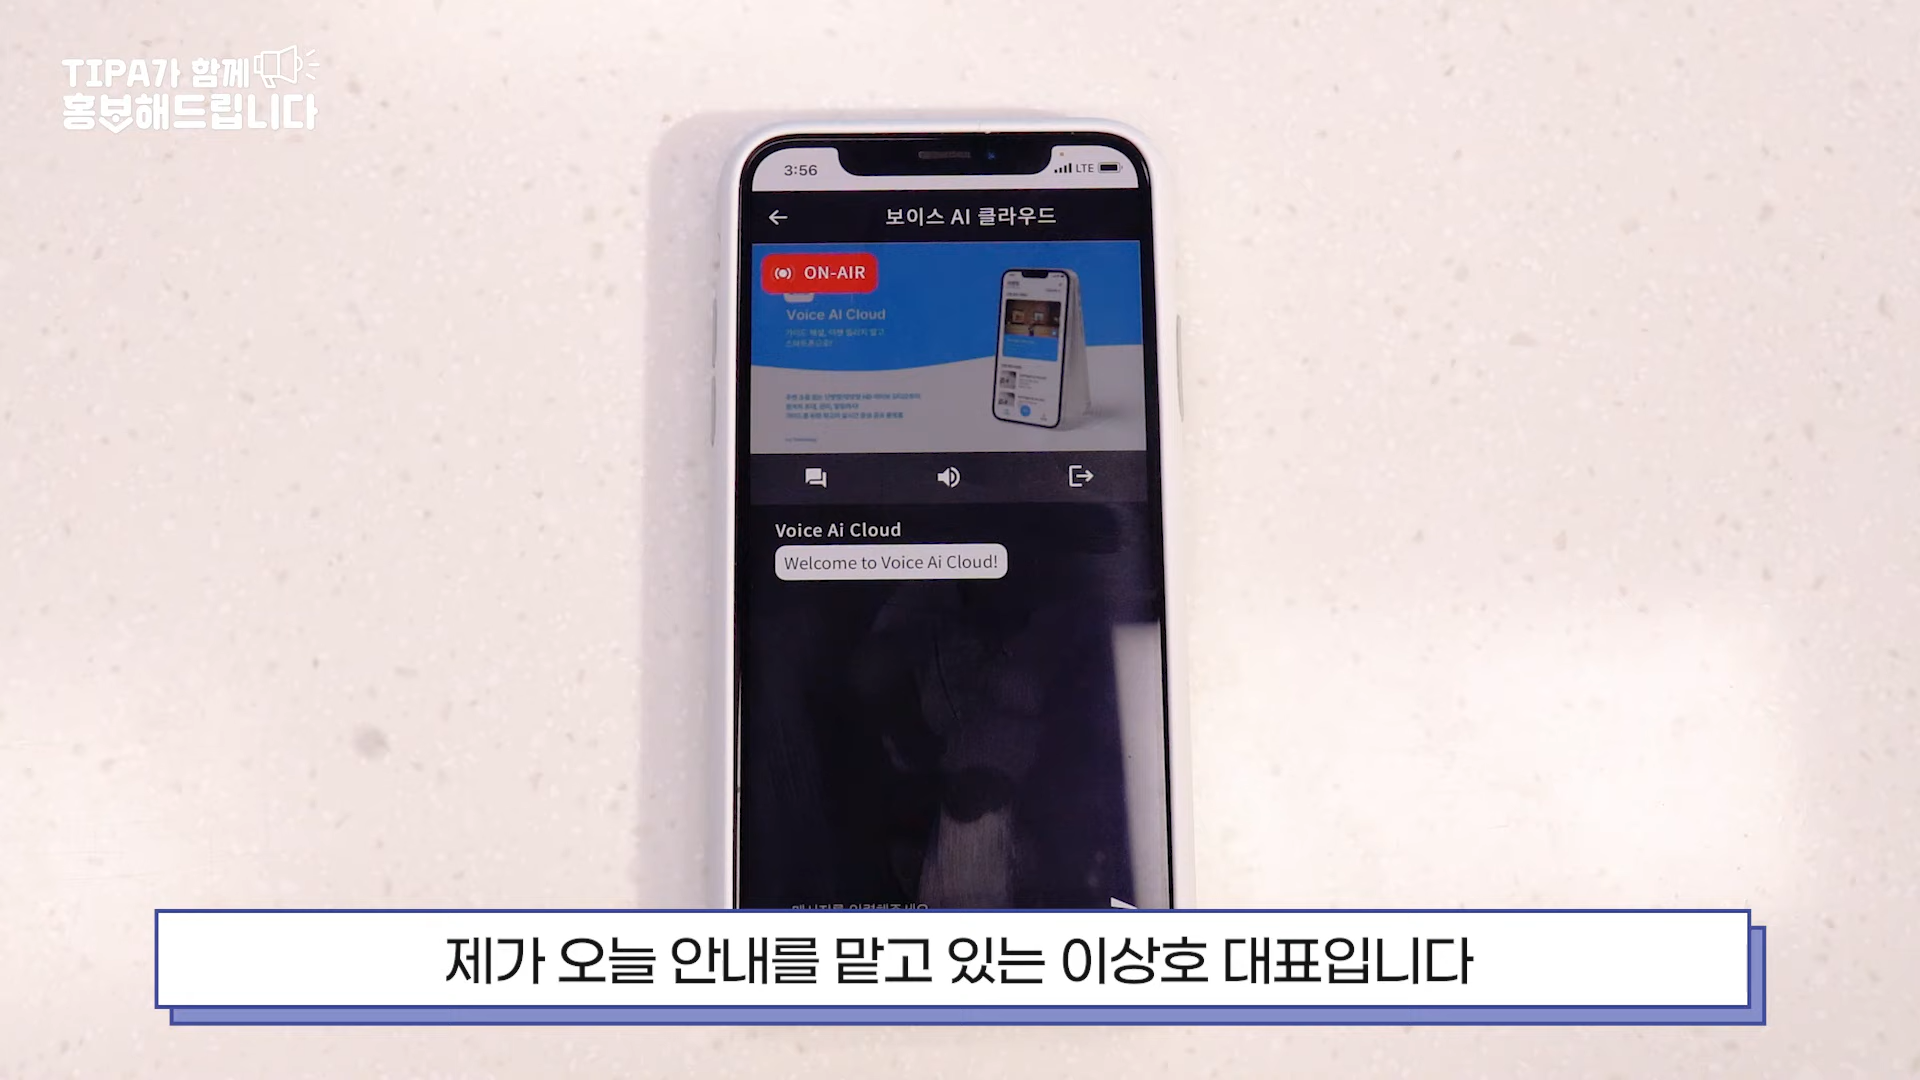 TIPA가 함께
홍보해드립니다
3:56
LTE
보이스 AI 클라우드
ON-AIR
Voice AI Cloud
Voice Ai Cloud
Welcome to Voice Ai Cloud!
제가 오늘 안내를 맡고 있는 이상호 대표입니다